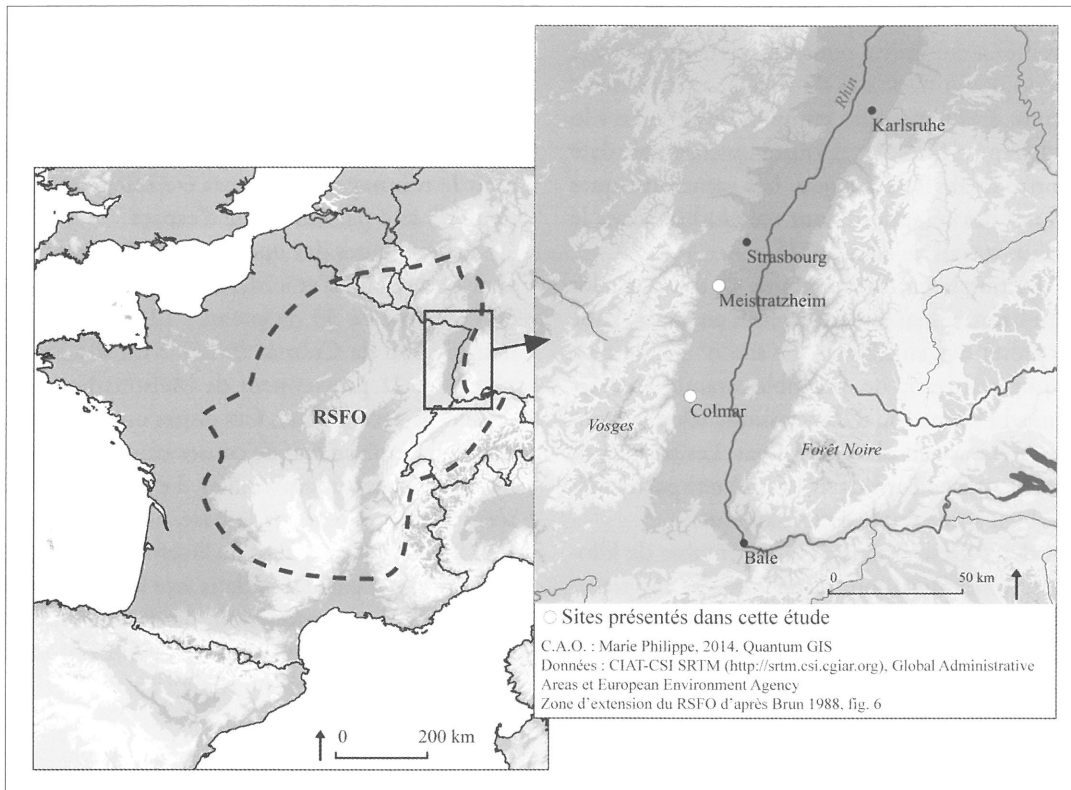 RSFO
0 200 km
Rhin
Karlsruhe
Strasbourg
Meistratzheim
Colmar
Vosges
Forêt Noire
Bâle
0 50 km
Sites présentés dans cette étude
C.A.O. : Marie Philippe, 2014. Quantum GIS
Données : CIAT-CSI SRTM (http://srtm.csi.cgiar.org), Global Administrative
Areas et European Environment Agency
Zone d'extension du RSFO d'après Brun 1988, fig. 6